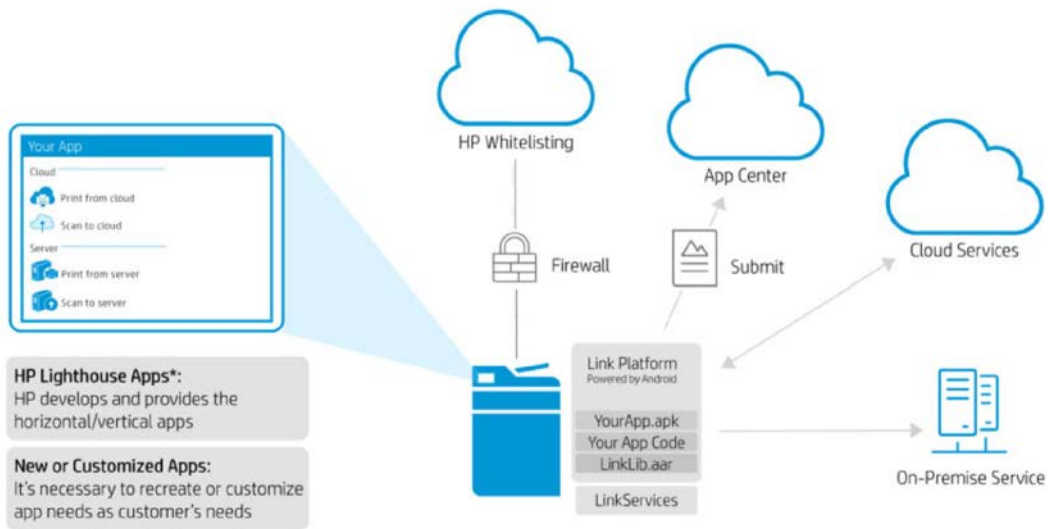 HP Whitelisting
App Center
Cloud Services
Your App
Cloud
Print from cloud
Scan to cloud
Server
Print from server
Scan to server
Firewall
Submit
HP Lighthouse Apps*:
HP develops and provides the
horizontal/vertical apps
New or Customized Apps:
It's necessary to recreate or customize
app needs as customer's needs
Link Platform
Powered by Android
YourApp.apk
Your App Code
LinkLib.aar
LinkServices
On-Premise Service